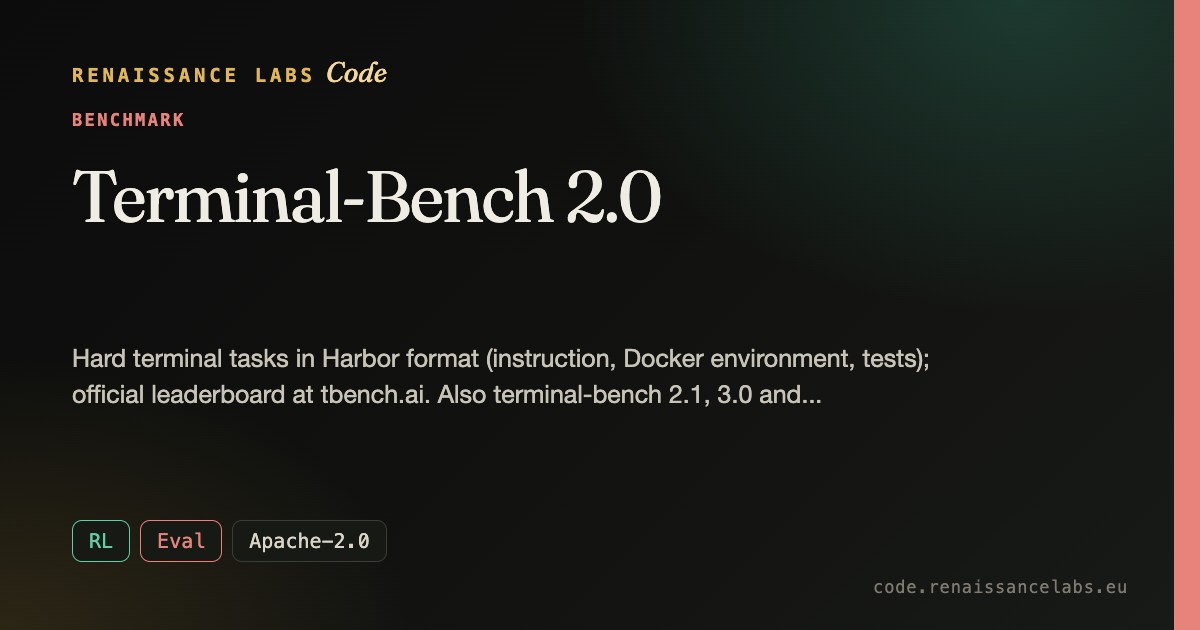 RENAISSANCE LABS Code
BENCHMARK
Terminal-Bench 2.0
Hard terminal tasks in Harbor format (instruction, Docker environment, tests);
official leaderboard at tbench.ai. Also terminal-bench 2.1, 3.0 and...
RL Eval Apache-2.0
code.renaissancelabs.eu